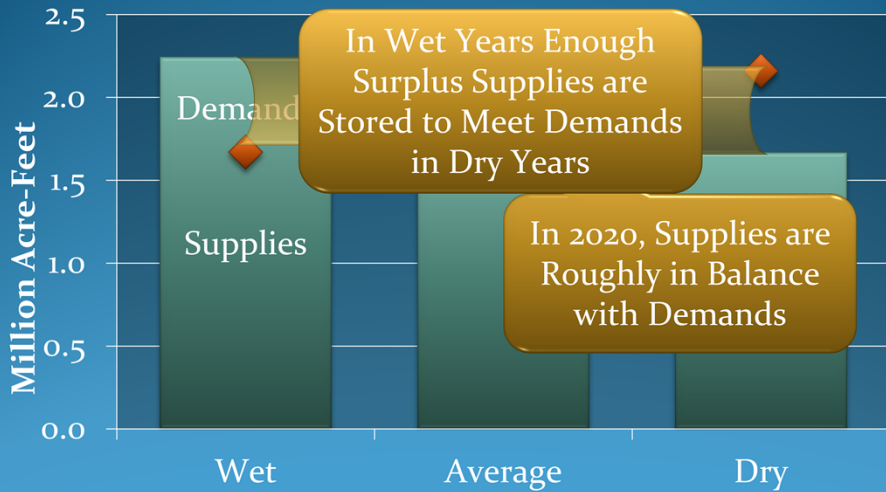 Million Acre-Feet
2.5
2.0
1.5
1.0
0.5
0.0
Demand
Supplies
In Wet Years Enough
Surplus Supplies are
Stored to Meet Demands
in Dry Years
In 2020, Supplies are
Roughly in Balance
with Demands
Wet
Average
Dry